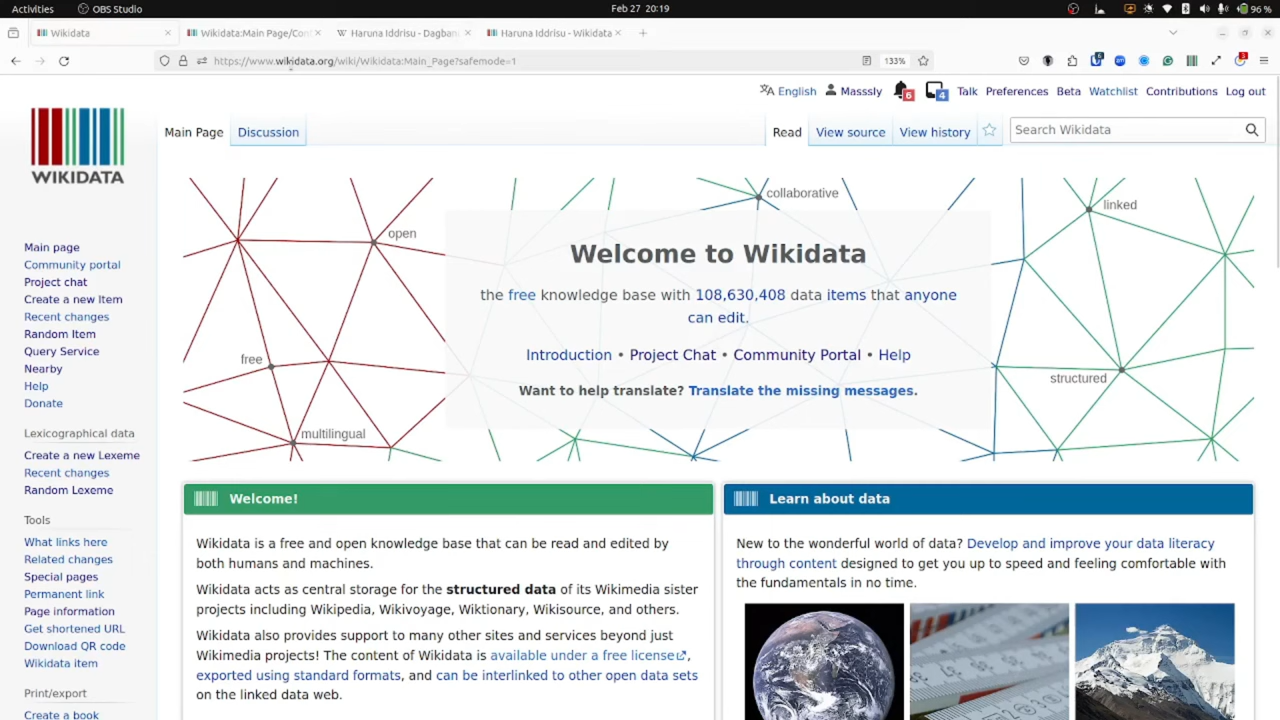 Activities
OBS Studio
Feb 27 20:19
96 %
Wikidata
Wikidata:Main Page/Con
Haruna Iddrisu - Dagban
Haruna Iddrisu - Wikidata
https://www.wikidata.org/wiki/Wikidata:Main_Page?safemode=1
133%
English
Masssly
6
4
Talk
Preferences
Beta
Watchlist
Contributions
Log out
Main Page
Discussion
Read
View source
View history
Search Wikidata
WIKIDATA
Main page
Community portal
Project chat
Create a new Item
Recent changes
Random Item
Query Service
Nearby
Help
Donate
Lexicographical data
Create a new Lexeme
Recent changes
Random Lexeme
Tools
What links here
Related changes
Special pages
Permanent link
Page information
Get shortened URL
Download QR code
Wikidata item
Print/export
Create a book
open
free
multilingual
collaborative
linked
structured
Welcome to Wikidata
the free knowledge base with 108,630,408 data items that anyone
can edit.
Introduction • Project Chat • Community Portal • Help
Want to help translate? Translate the missing messages.
Welcome!
Wikidata is a free and open knowledge base that can be read and edited by
both humans and machines.
Wikidata acts as central storage for the structured data of its Wikimedia sister
projects including Wikipedia, Wikivoyage, Wiktionary, Wikisource, and others.
Wikidata also provides support to many other sites and services beyond just
Wikimedia projects! The content of Wikidata is available under a free license,
exported using standard formats, and can be interlinked to other open data sets
on the linked data web.
Learn about data
New to the wonderful world of data? Develop and improve your data literacy
through content designed to get you up to speed and feeling comfortable with
the fundamentals in no time.